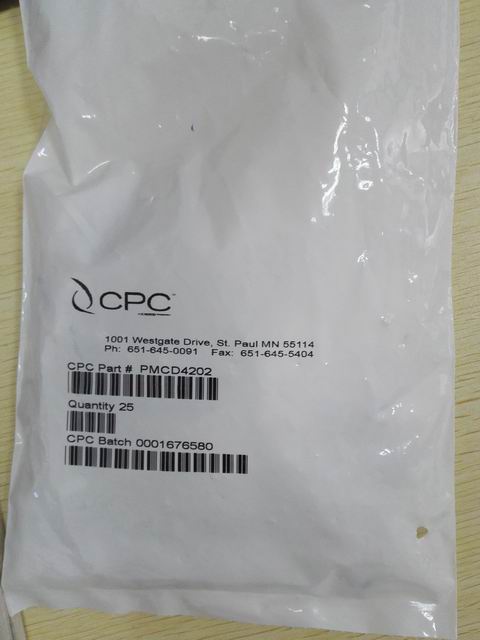 CPC
1001 Westgate Drive, St. Paul MN 55114
Ph: 651-645-0091 Fax: 651-645-5404
CPC Part # PMCD4202
Quantity 25
CPC Batch 0001676580